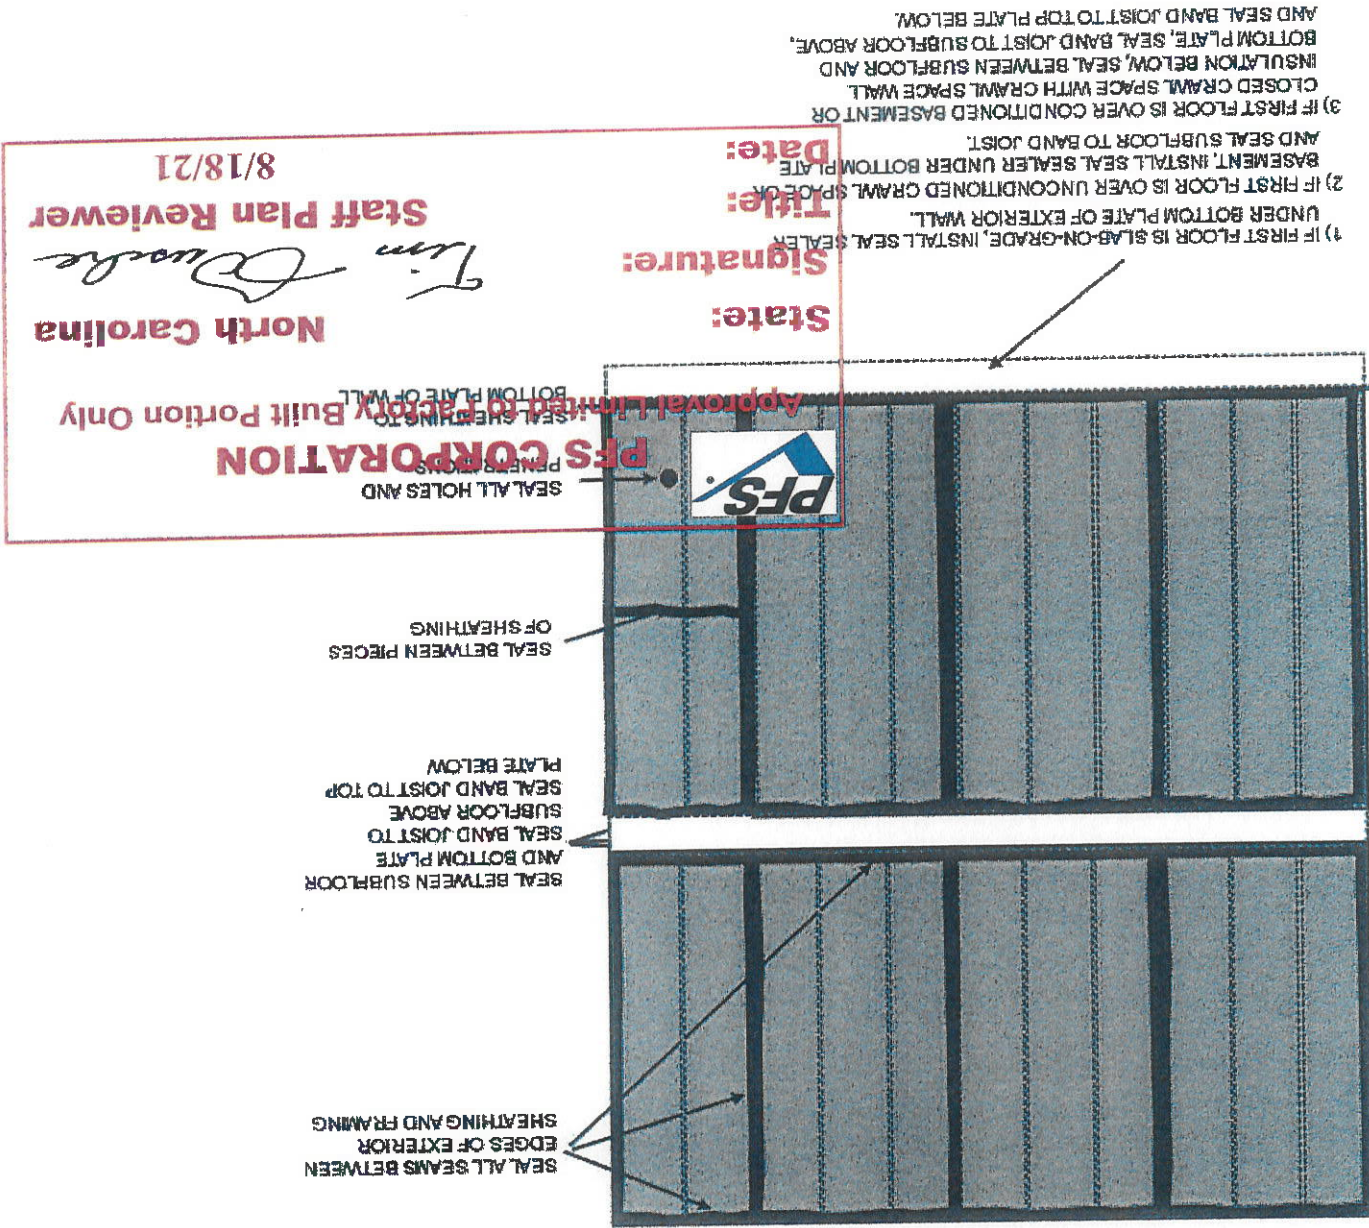 SEAL ALL SEAMS BETWEEN
EDGES OF EXTERIOR
SHEATHING AND FRAMING
SEAL BETWEEN SUBFLOOR
AND BOTTOM PLATE
SEAL BAND JOIST TO
SUBFLOOR ABOVE
SEAL BAND JOIST TO TOP
PLATE BELOW
SEAL BETWEEN PIECES
OF SHEATHING
SEAL ALL HOLES AND
PENETRATIONS
SEAL SHEATHING TO
BOTTOM PLATE OF WALL
PFS
PFS CORPORATION
Approval Limited to Factory Built Portion Only
State: North Carolina
Signature: Tim
Title: Staff Plan Reviewer
Date: 8/18/21
1) IF FIRST FLOOR IS SLAB-ON-GRADE, INSTALL SEAL SEALER
UNDER BOTTOM PLATE OF EXTERIOR WALL.
2) IF FIRST FLOOR IS OVER UNCONDITIONED CRAWL SPACE OR
BASEMENT, INSTALL SEAL SEALER UNDER BOTTOM PLATE
AND SEAL SUBFLOOR TO BAND JOIST.
3) IF FIRST FLOOR IS OVER CONDITIONED BASEMENT OR
CLOSED CRAWL SPACE WITH CRAWL SPACE WALL
INSULATION BELOW, SEAL BETWEEN SUBFLOOR AND
BOTTOM PLATE, SEAL BAND JOIST TO SUBFLOOR ABOVE,
AND SEAL BAND JOIST TO TOP PLATE BELOW.